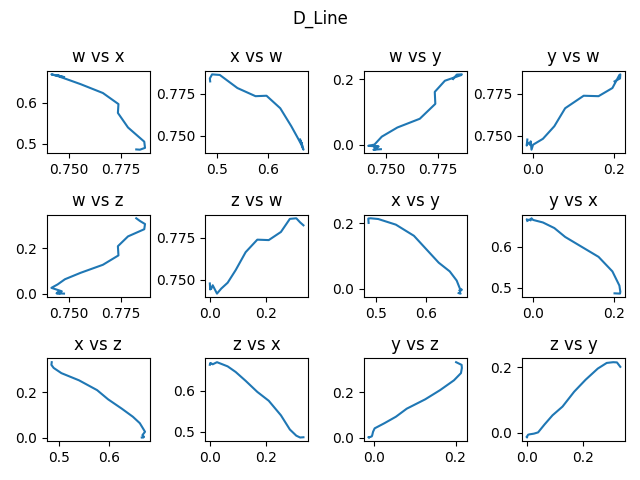 D_Line
w vs x
x vs w
w vs y
y vs w
0.6
0.5
0.750 0.775
0.775
0.750
0.5 0.6
0.2
0.0
0.750 0.775
0.775
0.750
0.0 0.2
w vs z
z vs w
x vs y
y vs x
0.2
0.0
0.750 0.775
0.775
0.750
0.0 0.2
0.2
0.0
0.5 0.6
0.6
0.5
0.0 0.2
x vs z
z vs x
y vs z
z vs y
0.2
0.0
0.5 0.6
0.6
0.5
0.0 0.2
0.2
0.0
0.0 0.2
0.2
0.0
0.0 0.2